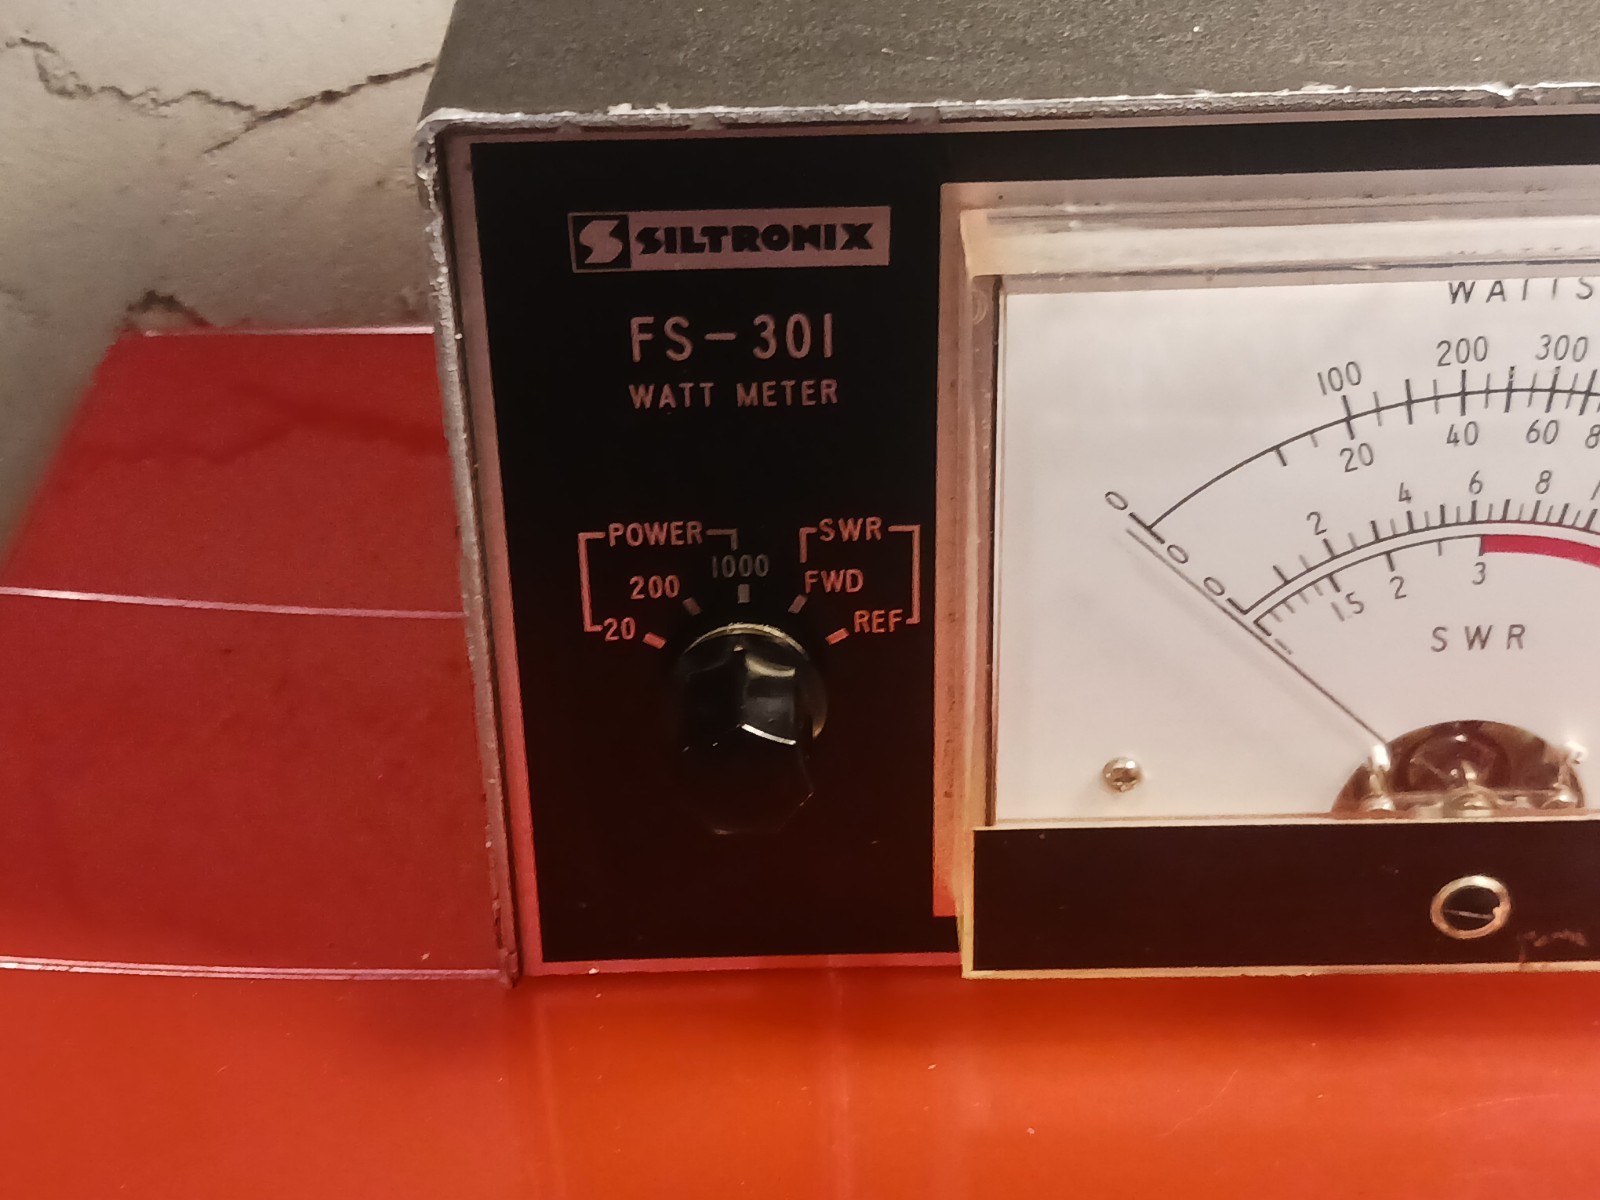 SILTRONIX
FS-301
WATT METER
POWER
SWR
1000
200
FWD
20
REF
WATTS
100 200 300
0
20 40 60
0
2 4 6 8
0
1.5 2 3
SWR